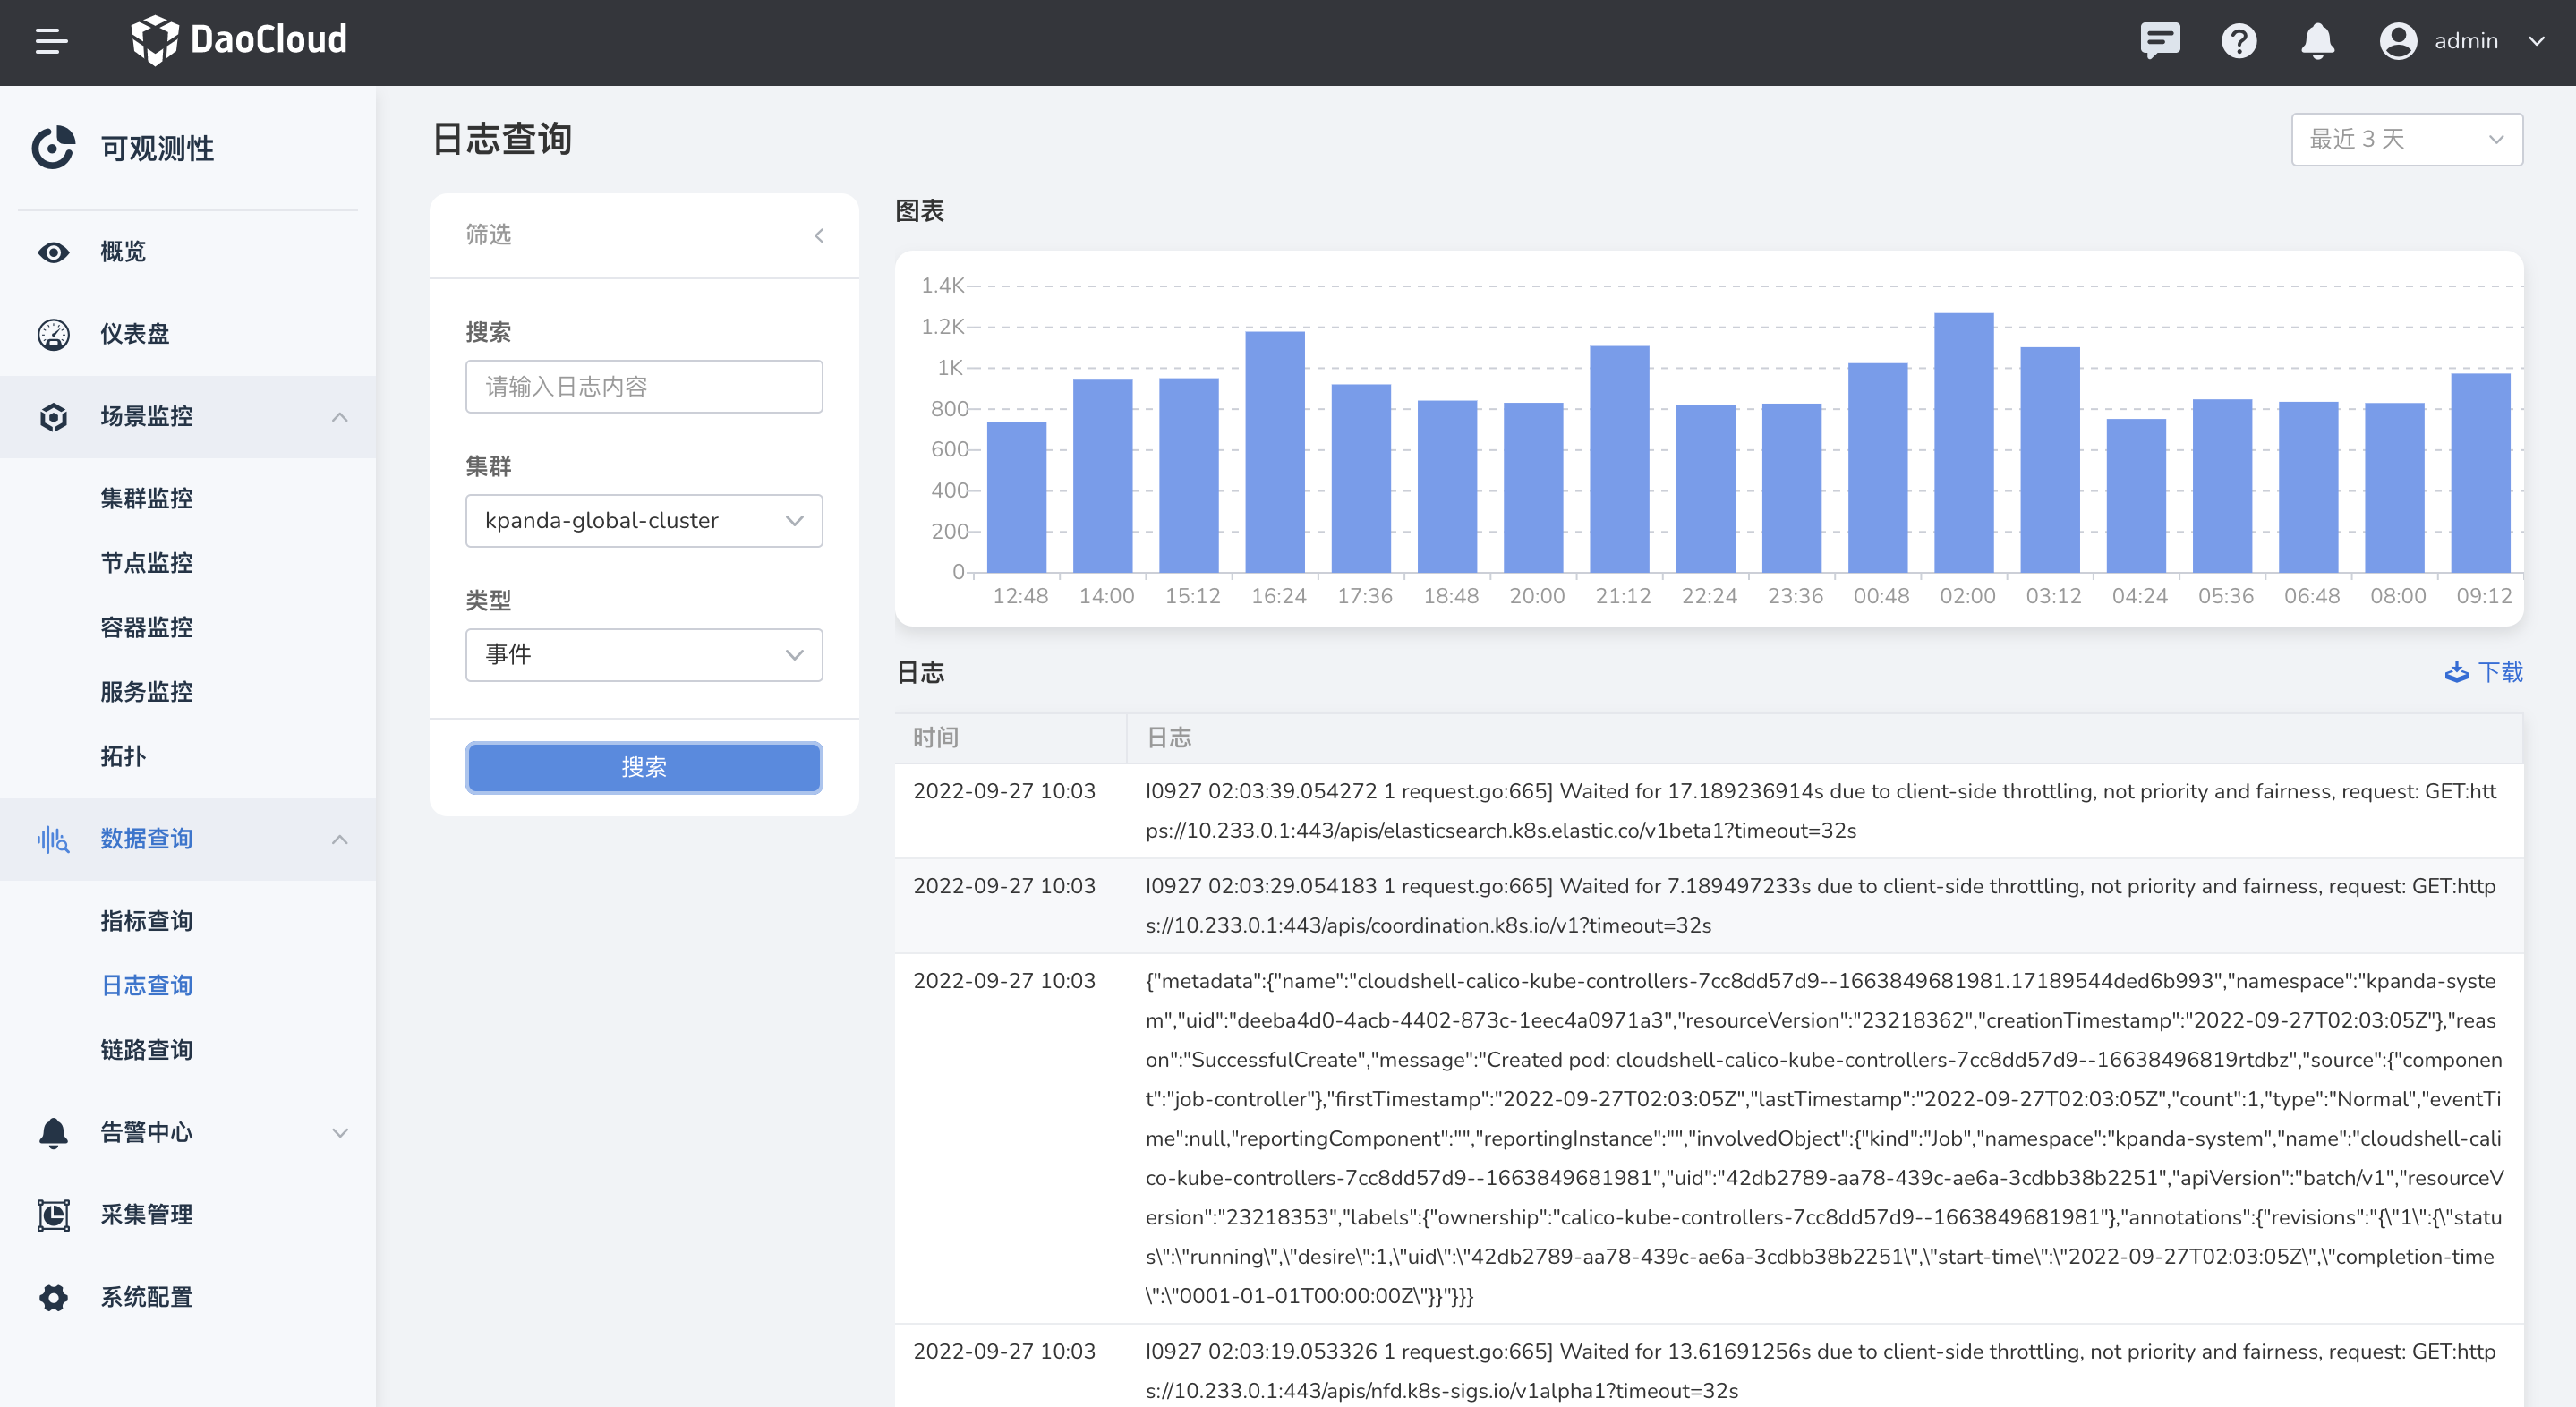 DaoCloud
admin
可观测性
概览
仪表盘
场景监控
集群监控
节点监控
容器监控
服务监控
拓扑
数据查询
指标查询
日志查询
链路查询
告警中心
采集管理
系统配置
日志查询
最近 3 天
筛选
搜索
请输入日志内容
集群
kpanda-global-cluster
类型
事件
搜索
图表
1.4K
1.2K
1K
800
600
400
200
0
12:48 14:00 15:12 16:24 17:36 18:48 20:00 21:12 22:24 23:36 00:48 02:00 03:12 04:24 05:36 06:48 08:00 09:12
日志
下载
时间 日志
2022-09-27 10:03 I0927 02:03:39.054272 1 request.go:665] Waited for 17.189236914s due to client-side throttling, not priority and fairness, request: GET:htt
ps://10.233.0.1:443/apis/elasticsearch.k8s.elastic.co/v1beta1?timeout=32s
2022-09-27 10:03 I0927 02:03:29.054183 1 request.go:665] Waited for 7.189497233s due to client-side throttling, not priority and fairness, request: GET:http
s://10.233.0.1:443/apis/coordination.k8s.io/v1?timeout=32s
2022-09-27 10:03 {"metadata":{"name":"cloudshell-calico-kube-controllers-7cc8dd57d9--1663849681981.17189544ded6b993","namespace":"kpanda-syste
m","uid":"deeba4d0-4acb-4402-873c-1eec4a0971a3","resourceVersion":"23218362","creationTimestamp":"2022-09-27T02:03:05Z"},"reas
on":"SuccessfulCreate","message":"Created pod: cloudshell-calico-kube-controllers-7cc8dd57d9--16638496819rtdbz","source":{"componen
t":"job-controller"},"firstTimestamp":"2022-09-27T02:03:05Z","lastTimestamp":"2022-09-27T02:03:05Z","count":1,"type":"Normal","eventTi
me":null,"reportingComponent":"","reportingInstance":"","involvedObject":{"kind":"Job","namespace":"kpanda-system","name":"cloudshell-cali
co-kube-controllers-7cc8dd57d9--1663849681981","uid":"42db2789-aa78-439c-ae6a-3cdbb38b2251","apiVersion":"batch/v1","resourceV
ersion":"23218353","labels":{"ownership":"calico-kube-controllers-7cc8dd57d9--1663849681981"},"annotations":{"revisions":"{\"1\":{\"statu
s\":\"running\",\"desire\":1,\"uid\":\"42db2789-aa78-439c-ae6a-3cdbb38b2251\",\"start-time\":\"2022-09-27T02:03:05Z\",\"completion-time
\":\"0001-01-01T00:00:00Z\"}}"}}}
2022-09-27 10:03 I0927 02:03:19.053326 1 request.go:665] Waited for 13.61691256s due to client-side throttling, not priority and fairness, request: GET:http
s://10.233.0.1:443/apis/nfd.k8s-sigs.io/v1alpha1?timeout=32s